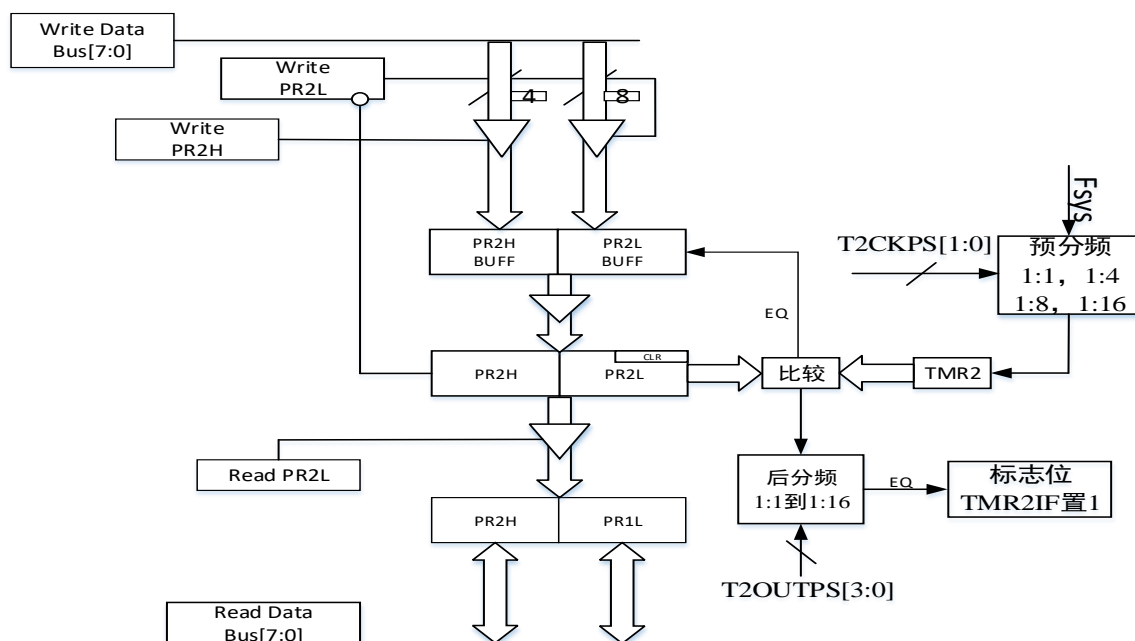 Write Data
Bus[7:0]
Write
PR2L
4
8
Write
PR2H
Fsys
PR2H
BUFF
PR2L
BUFF
T2CKPS[1:0]
预分频
1:1，1:4
1:8，1:16
EQ
CLR
PR2H
PR2L
比较
TMR2
Read PR2L
后分频
1:1到1:16
EQ
标志位
TMR2IF置1
PR2H
PR1L
T2OUTPS[3:0]
Read Data
Bus[7:0]